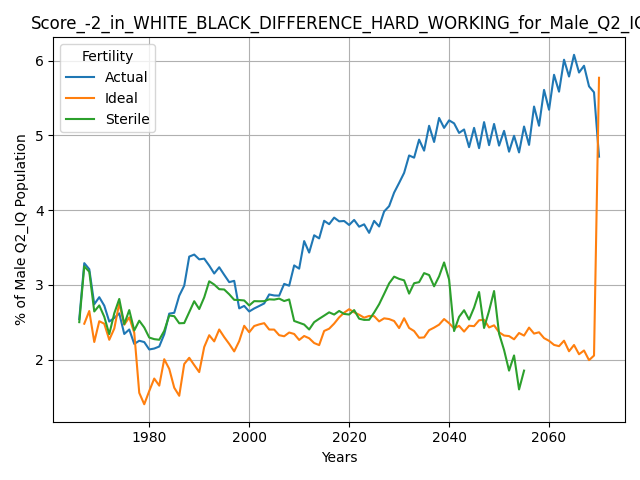 Score_-2_in_WHITE_BLACK_DIFFERENCE_HARD_WORKING_for_Male_Q2_IQ
Fertility
Actual
Ideal
Sterile
% of Male Q2_IQ Population
6
5
4
3
2
1980
2000
2020
2040
2060
Years